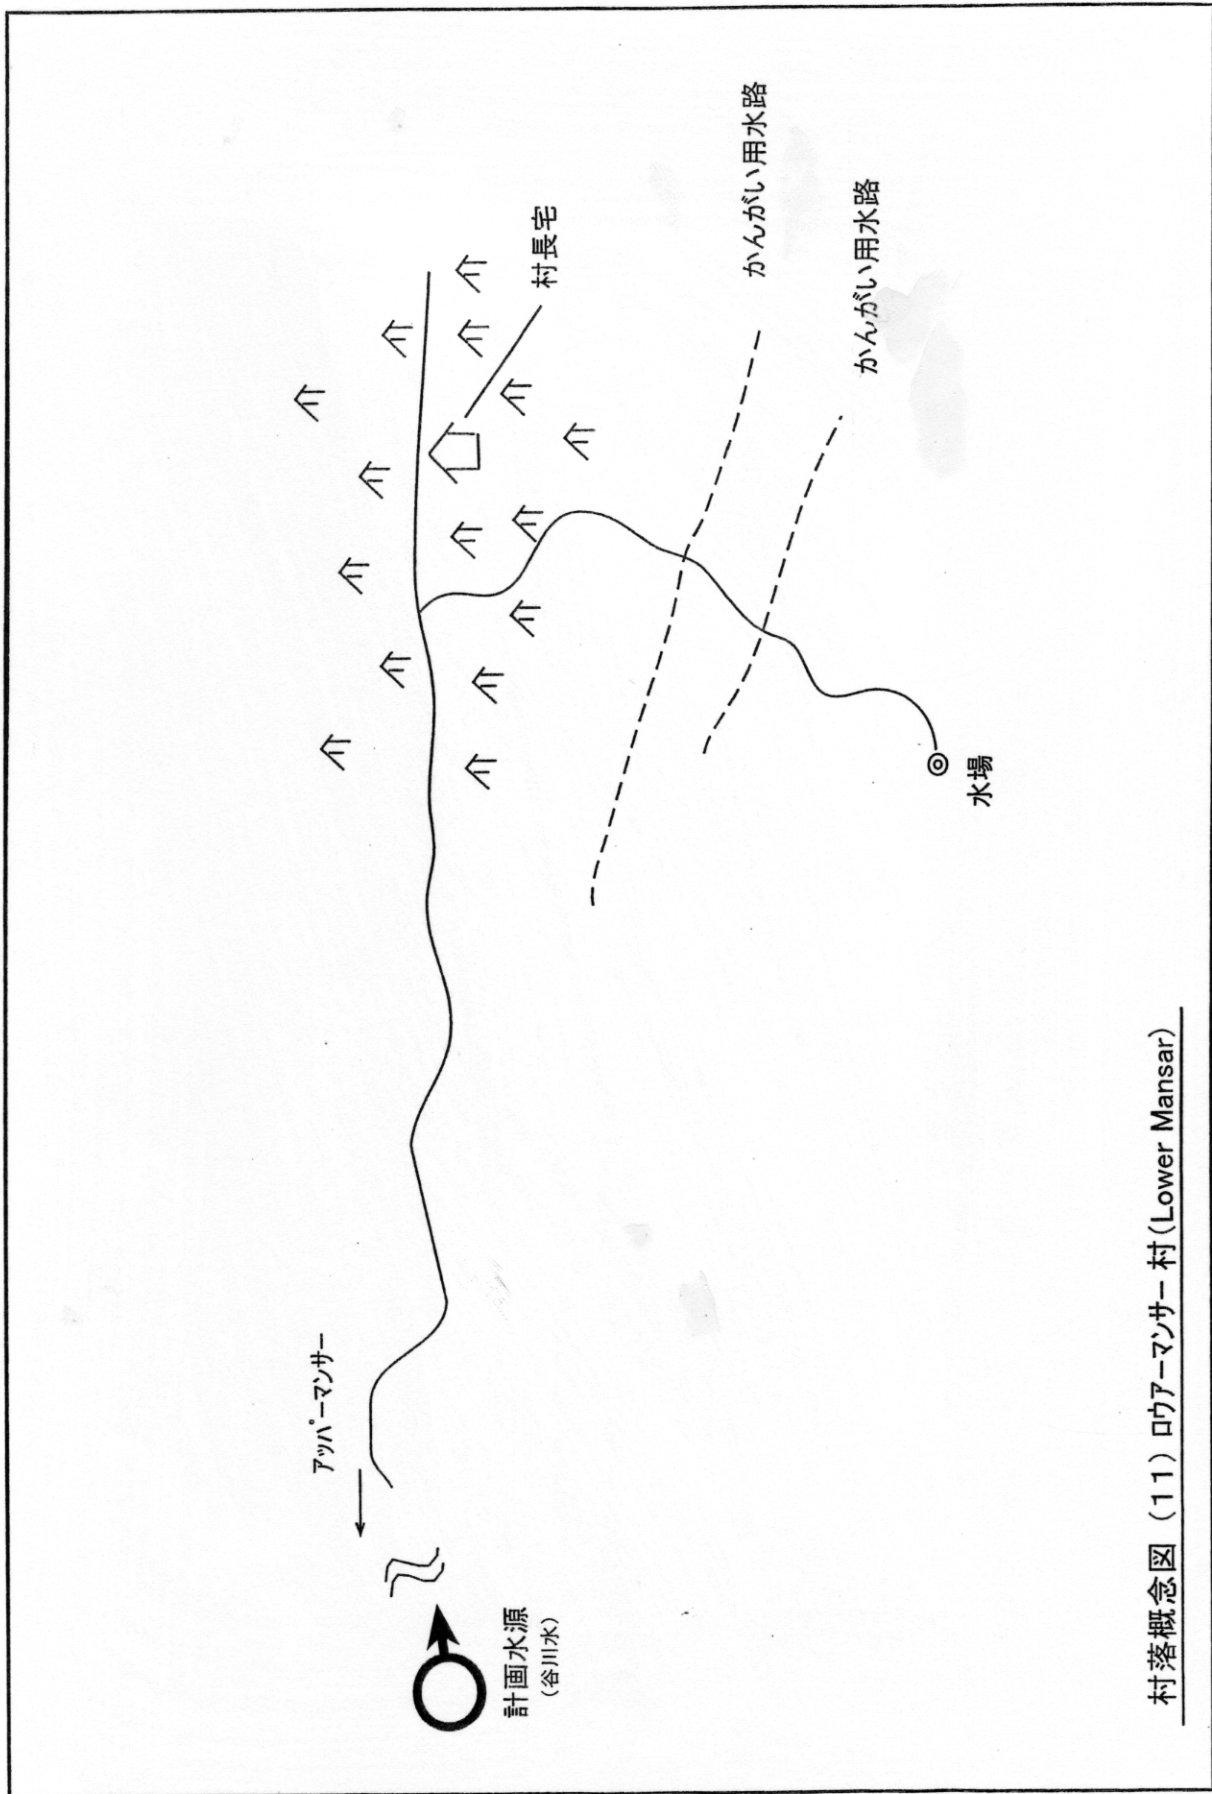 アッパーマンサー
計画水源
(谷川水)
村長宅
かんがい用水路
かんがい用水路
水場
村落概念図 (11) ロウアーマンサー村(Lower Mansar)